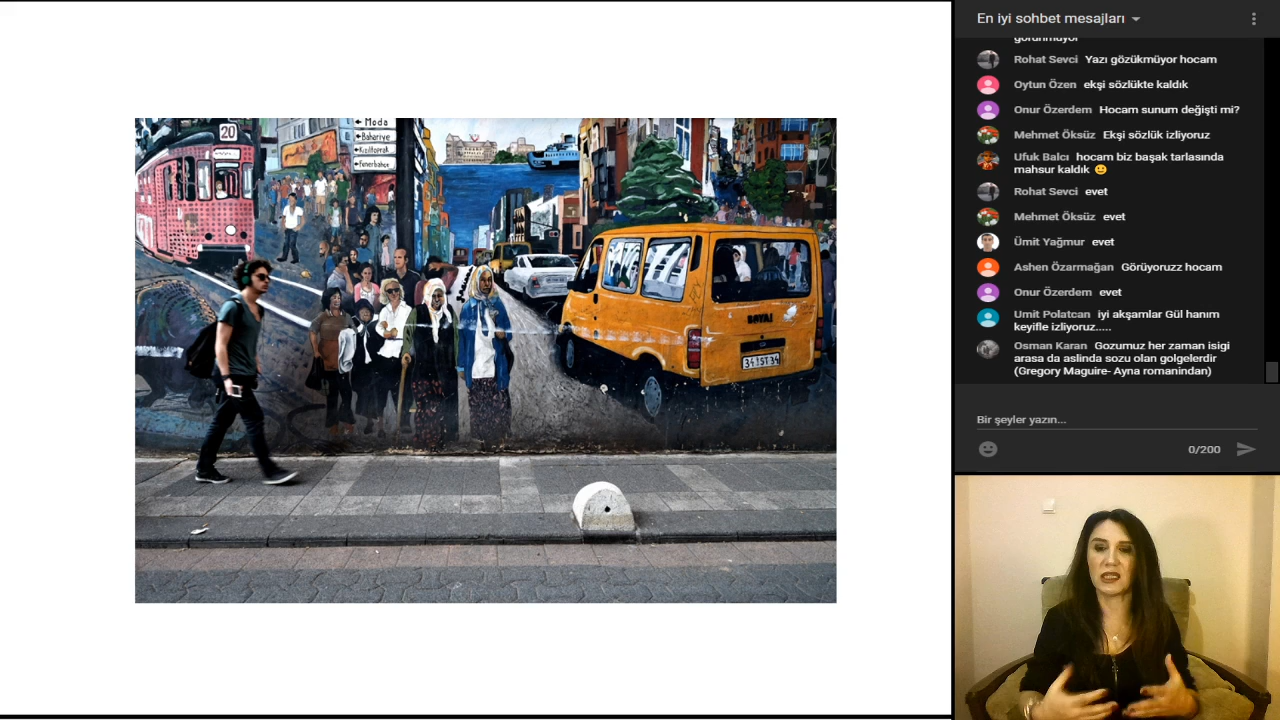 20
Moda
Bahariye
Kızıltoprak
Fenerbahçe
34 IST 34
En iyi sohbet mesajları
görünmüyor
Rohat Sevci Yazı gözükmüyor hocam
Oytun Özen ekşi sözlükte kaldık
Onur Özerdem Hocam sunum değişti mi?
Mehmet Öksüz Ekşi sözlük izliyoruz
Ufuk Balcı hocam biz başak tarlasında
mahsur kaldık
Rohat Sevci evet
Mehmet Öksüz evet
Ümit Yağmur evet
Ashen Özarmağan Görüyoruzz hocam
Onur Özerdem evet
Umit Polatcan iyi akşamlar Gül hanım
keyifle izliyoruz.....
Osman Karan Gozumuz her zaman isigi
arasa da aslinda sozu olan golgelerdir
(Gregory Maguire- Ayna romanindan)
Bir şeyler yazın...
0/200